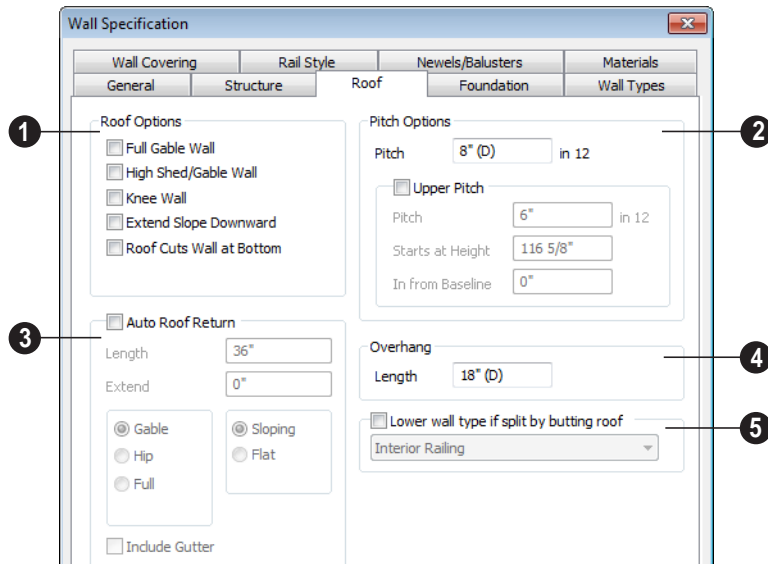 Wall Specification
Wall Covering Rail Style Newels/Balusters Materials
General Structure Roof Foundation Wall Types
1
Roof Options
Full Gable Wall
High Shed/Gable Wall
Knee Wall
Extend Slope Downward
Roof Cuts Wall at Bottom
2
Pitch Options
Pitch 8" (D) in 12
Upper Pitch
Pitch 6" in 12
Starts at Height 116 5/8"
In from Baseline 0"
3
Auto Roof Return
Length 36"
Extend 0"
Gable
Hip
Full
Sloping
Flat
Include Gutter
4
Overhang
Length 18" (D)
5
Lower wall type if split by butting roof
Interior Railing